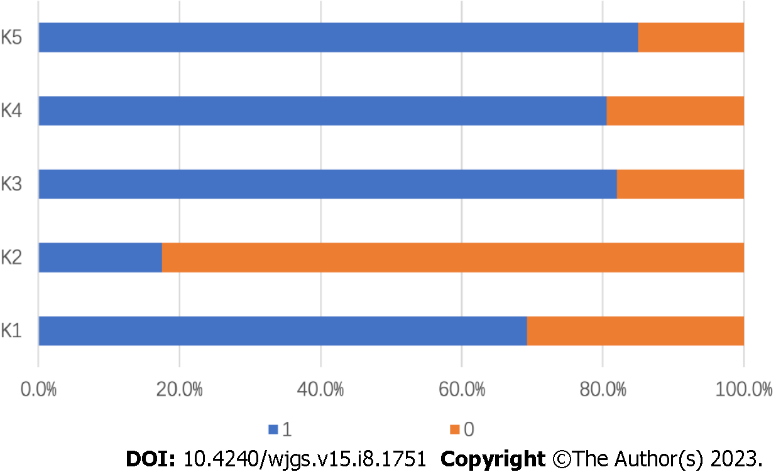 K5
K4
K3
K2
K1
0.0% 20.0% 40.0% 60.0% 80.0% 100.0%
1 0
DOI: 10.4240/wjgs.v15.i8.1751 Copyright ©The Author(s) 2023.